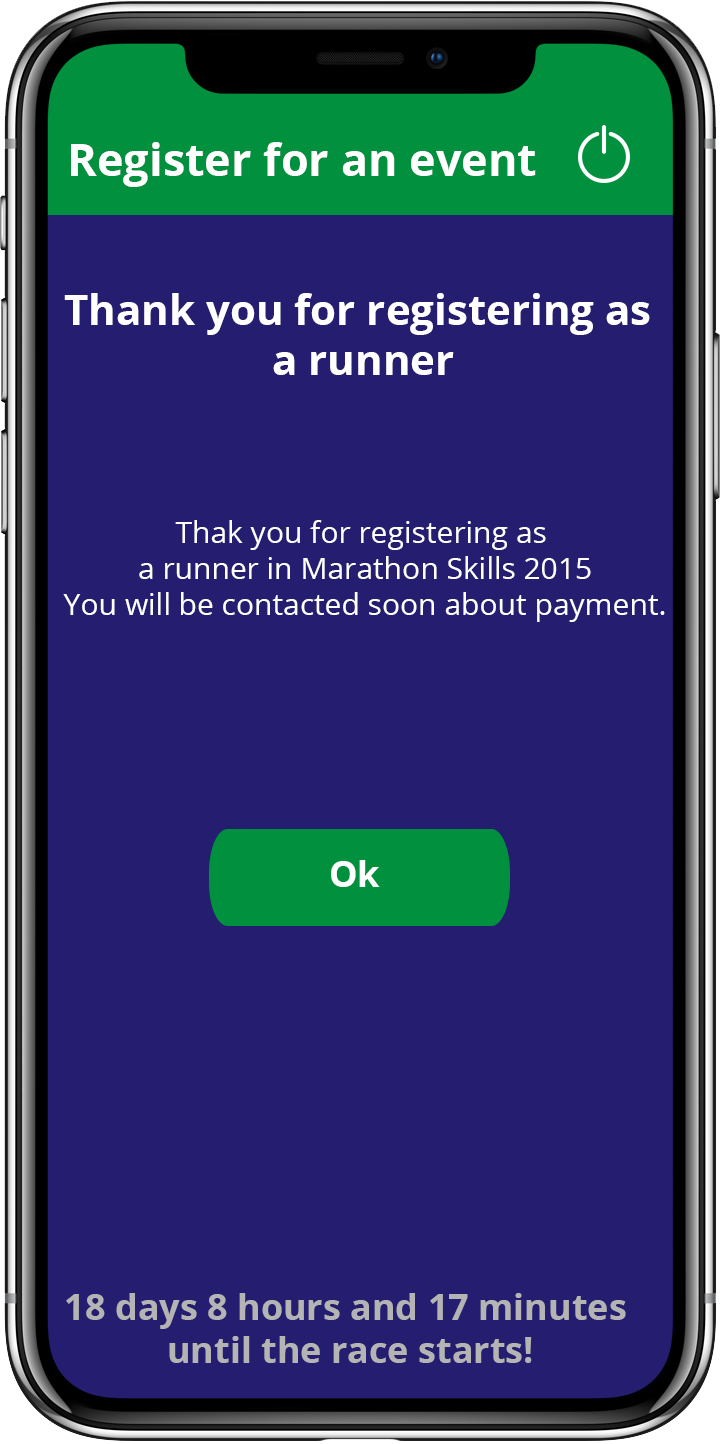 Register for an event
Thank you for registering as
a runner
Thak you for registering as
a runner in Marathon Skills 2015
You will be contacted soon about payment.
Ok
18 days 8 hours and 17 minutes
until the race starts!